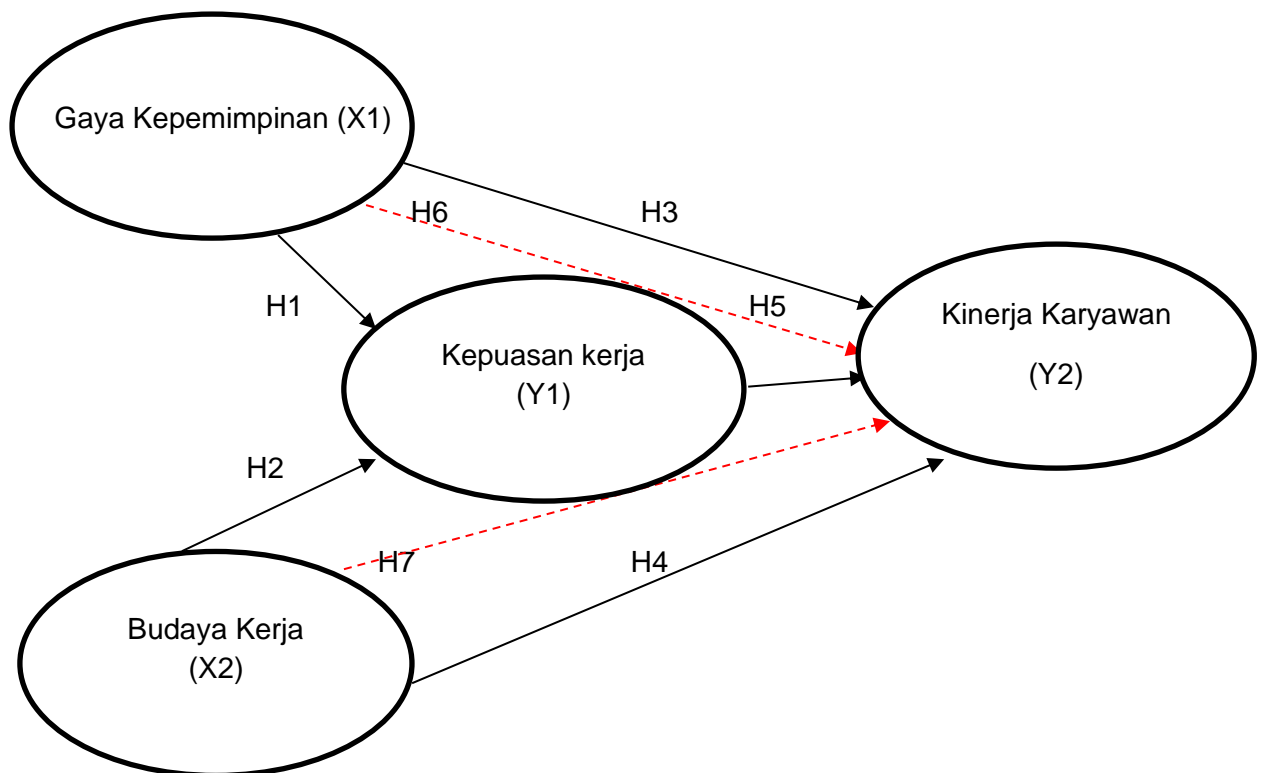 Gaya Kepemimpinan (X1)
H6
H3
H1
H5
Kinerja Karyawan
(Y2)
Kepuasan kerja
(Y1)
H2
H7
H4
Budaya Kerja
(X2)